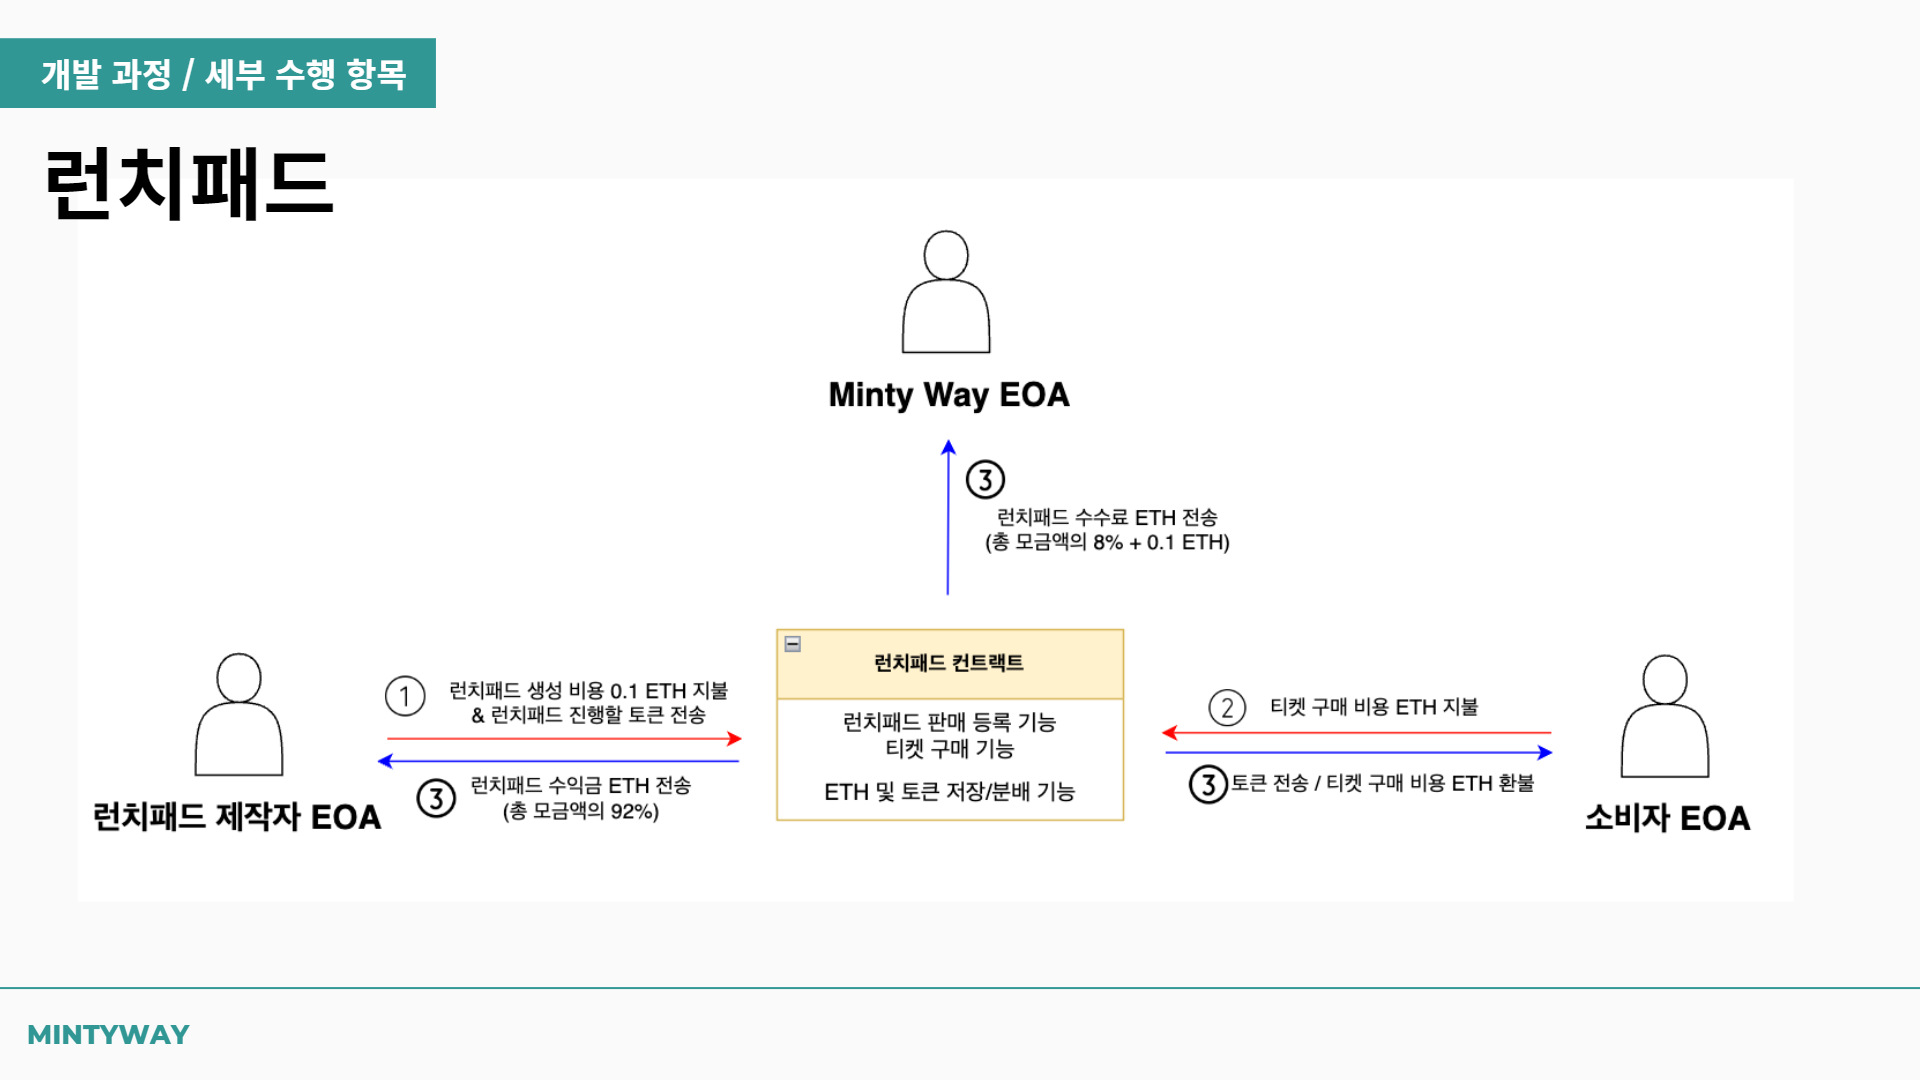 개발 과정 / 세부 수행 항목
런치패드
Minty Way EOA
③
런치패드 수수료 ETH 전송
(총 모금액의 8% + 0.1 ETH)
① 런치패드 생성 비용 0.1 ETH 지불
& 런치패드 진행할 토큰 전송
③ 런치패드 수익금 ETH 전송
(총 모금액의 92%)
런치패드 제작자 EOA
런치패드 컨트랙트
런치패드 판매 등록 기능
티켓 구매 기능
ETH 및 토큰 저장/분배 기능
② 티켓 구매 비용 ETH 지불
③ 토큰 전송 / 티켓 구매 비용 ETH 환불
소비자 EOA
MINTYWAY